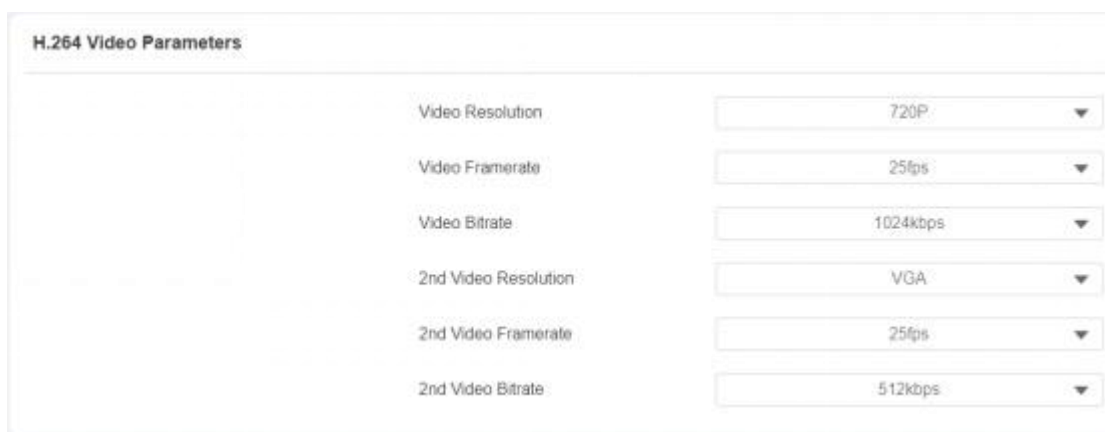 H.264 Video Parameters
Video Resolution 720P
Video Framerate 25fps
Video Bitrate 1024kbps
2nd Video Resolution VGA
2nd Video Framerate 25fps
2nd Video Bitrate 512kbps